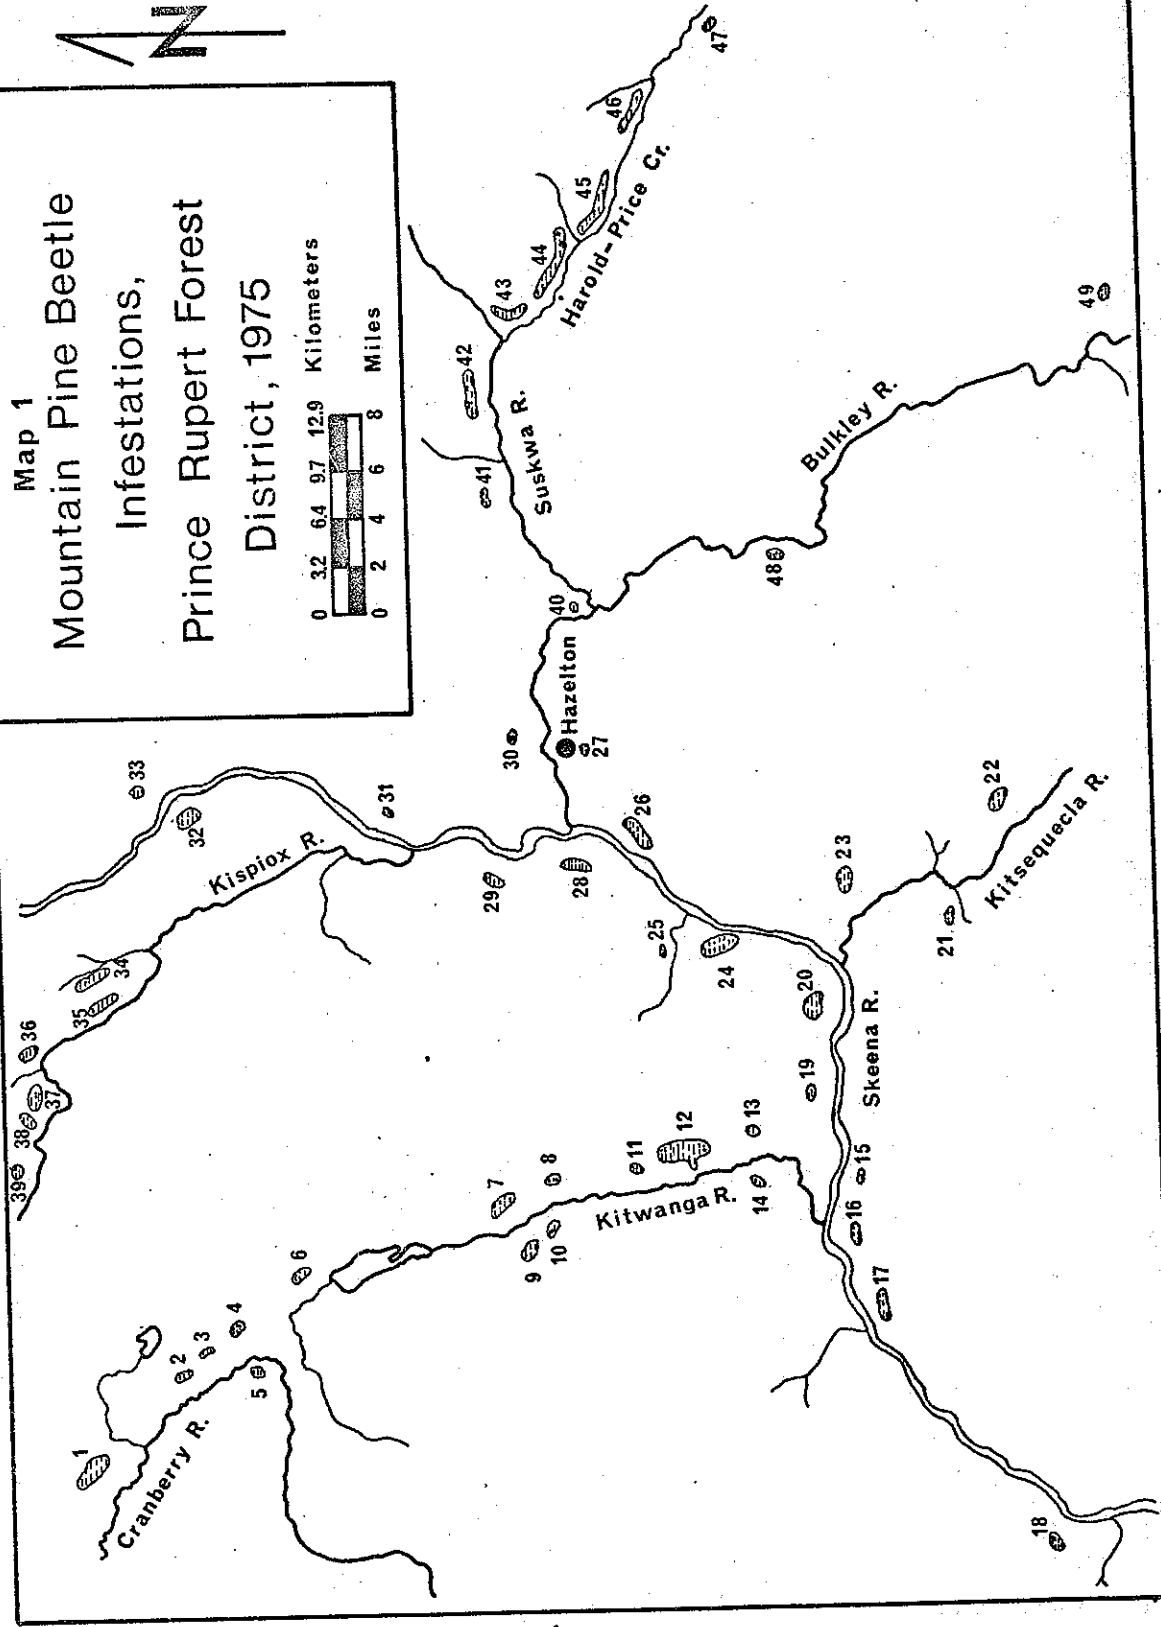 Map 1
Mountain Pine Beetle
Infestations,
Prince Rupert Forest
District, 1975
0 3.2 6.4 9.7 12.9 Kilometers
0 2 4 6 8 Miles
N
39
38
37
36
35
34
33
32
Kispiox R.
31
1
Cranberry R.
2
3
4
5
6
7
8
9
10
11
12
13
14
Kitwanga R.
15
16
17
18
19
20
Skeena R.
21
22
23
Kitsequecla R.
24
25
26
27
Hazelton
28
29
30
40
41
42
Suskwa R.
43
44
45
46
47
Harold-Price Cr.
48
Bulkley R.
49